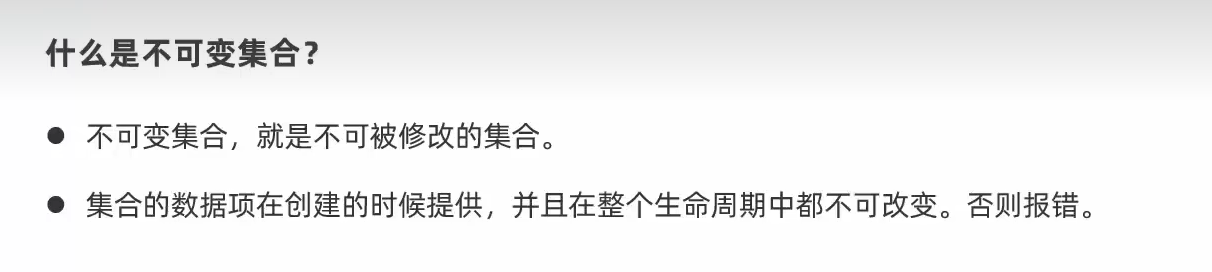 什么是不可变集合？
● 不可变集合，就是不可被修改的集合。
● 集合的数据项在创建的时候提供，并且在整个生命周期中都不可改变。否则报错。